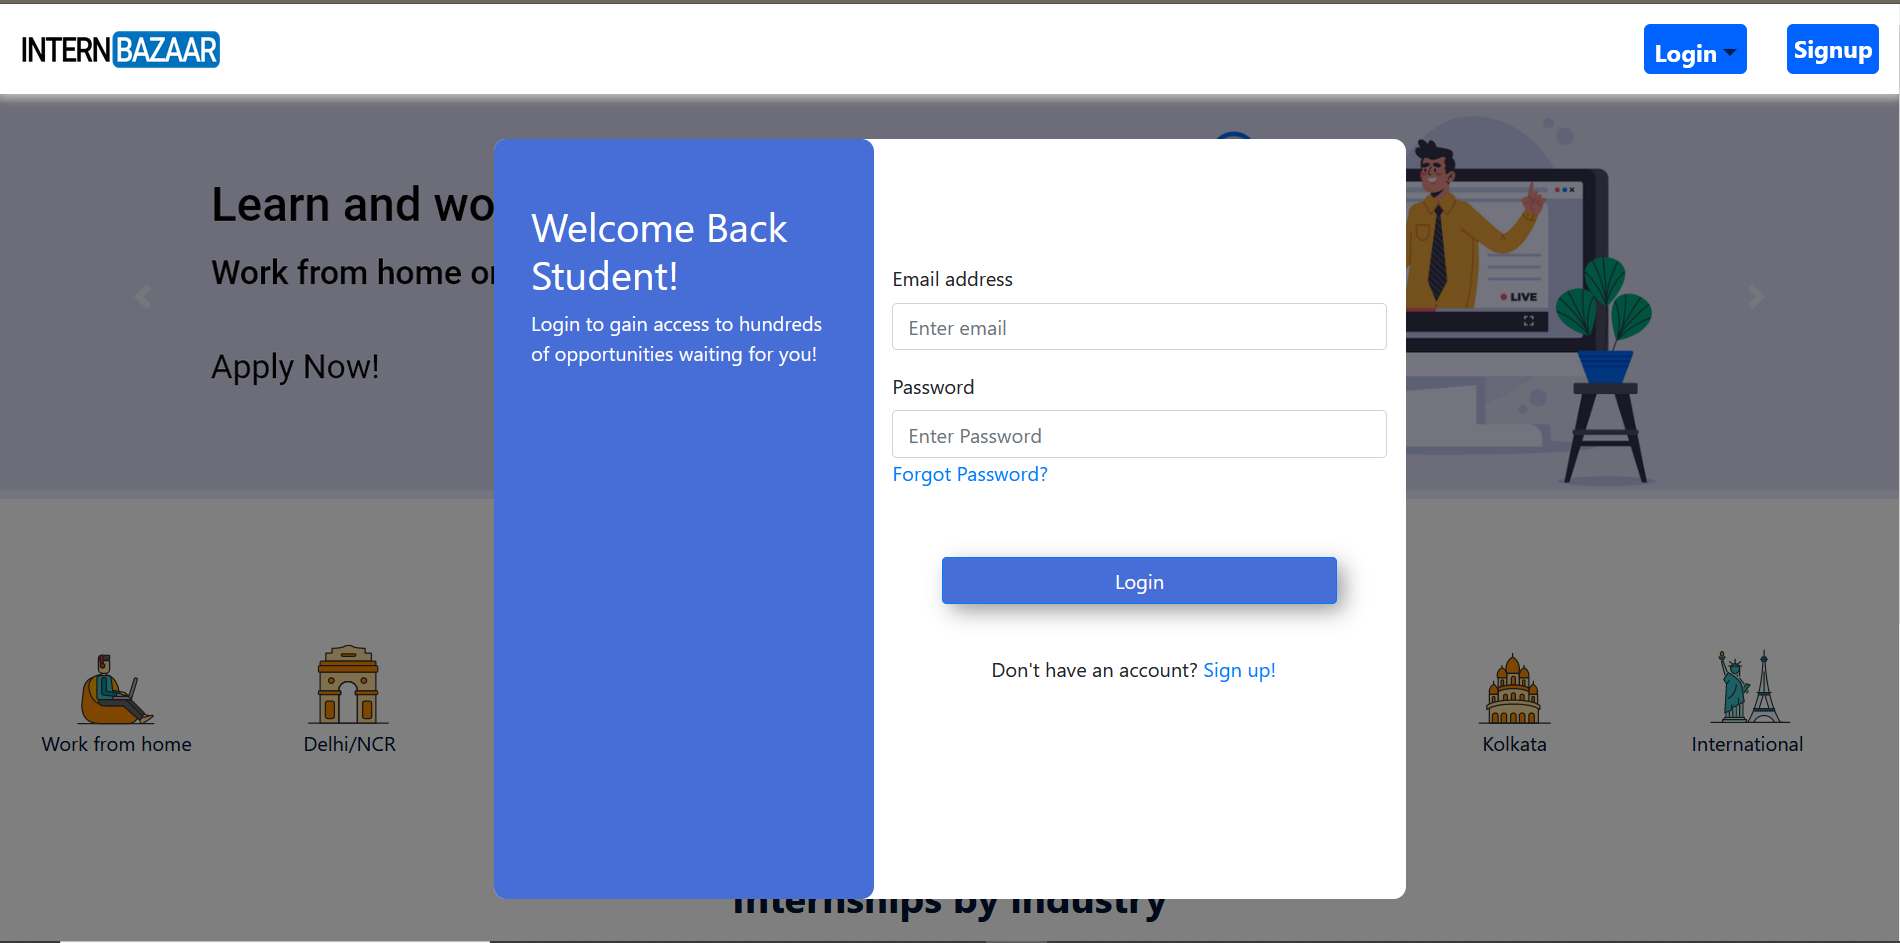 INTERNBAZAAR
Login
Signup
Learn and wo
Work from home or
Apply Now!
Welcome Back
Student!
Login to gain access to hundreds
of opportunities waiting for you!
Email address
Enter email
Password
Enter Password
Forgot Password?
Login
Don't have an account? Sign up!
LIVE
Work from home
Delhi/NCR
Kolkata
International
Internships by Industry